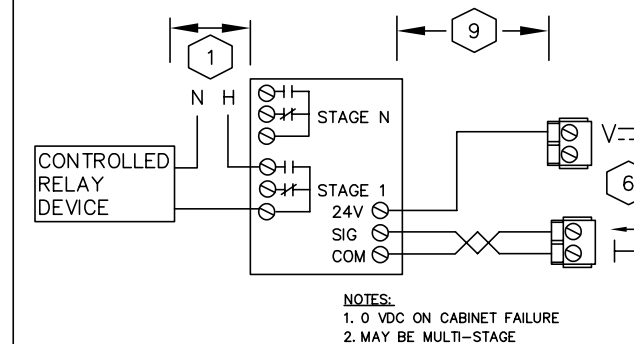 1
9
N H
STAGE N
CONTROLLED
RELAY
DEVICE
STAGE 1
24V
SIG
COM
V
6
NOTES:
1. 0 VDC ON CABINET FAILURE
2. MAY BE MULTI-STAGE